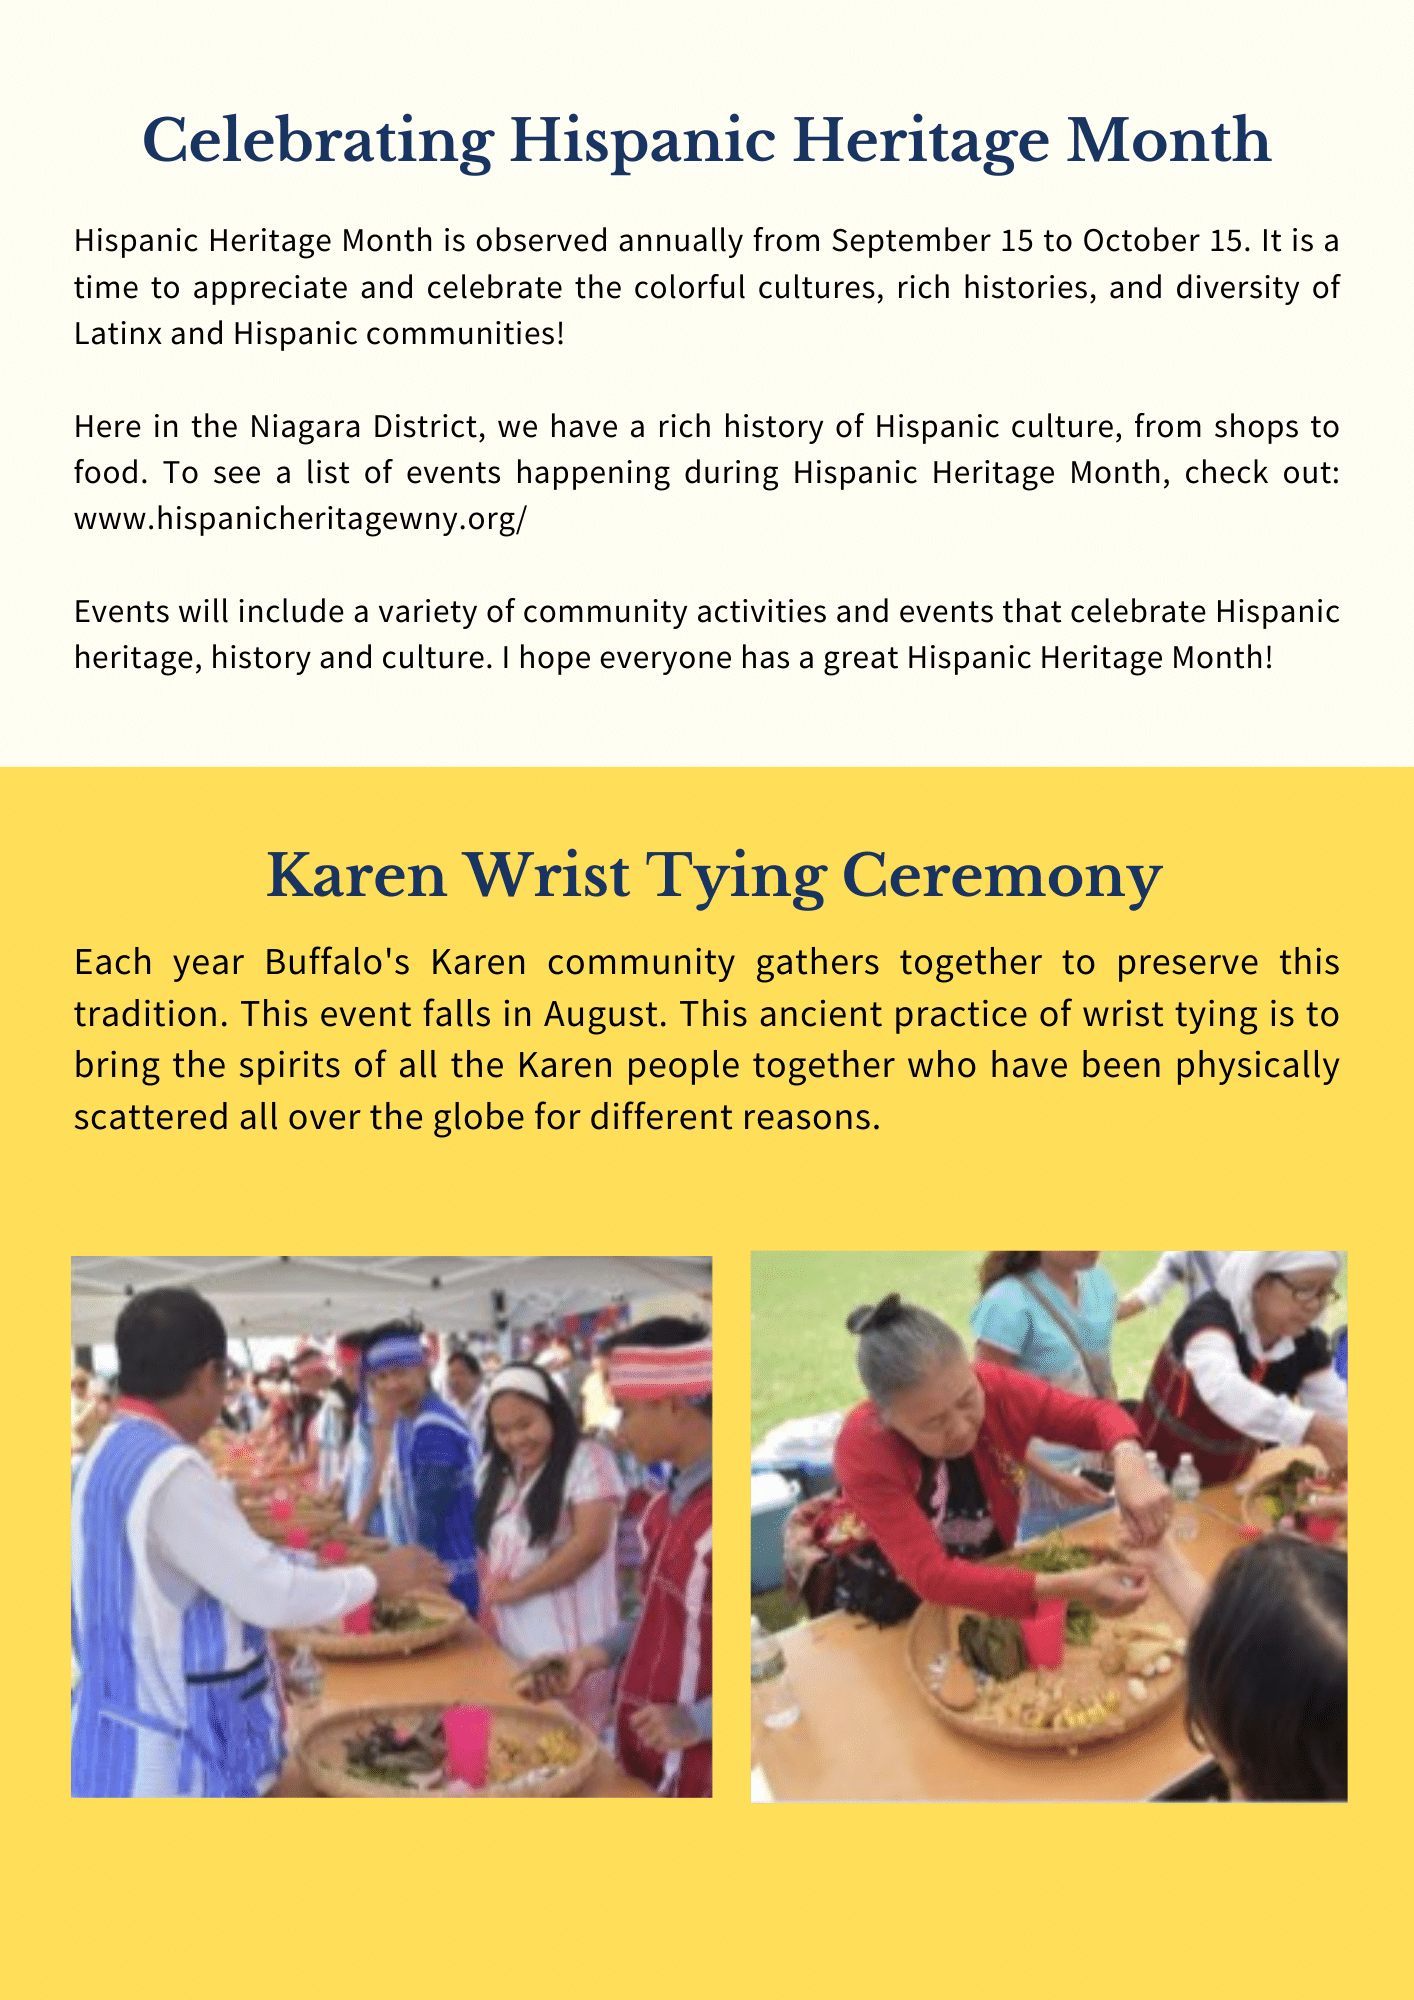 Celebrating Hispanic Heritage Month
Hispanic Heritage Month is observed annually from September 15 to October 15. It is a
time to appreciate and celebrate the colorful cultures, rich histories, and diversity of
Latinx and Hispanic communities!
Here in the Niagara District, we have a rich history of Hispanic culture, from shops to
food. To see a list of events happening during Hispanic Heritage Month, check out:
www.hispanicheritagewny.org/
Events will include a variety of community activities and events that celebrate Hispanic
heritage, history and culture. I hope everyone has a great Hispanic Heritage Month!
Karen Wrist Tying Ceremony
Each year Buffalo's Karen community gathers together to preserve this
tradition. This event falls in August. This ancient practice of wrist tying is to
bring the spirits of all the Karen people together who have been physically
scattered all over the globe for different reasons.